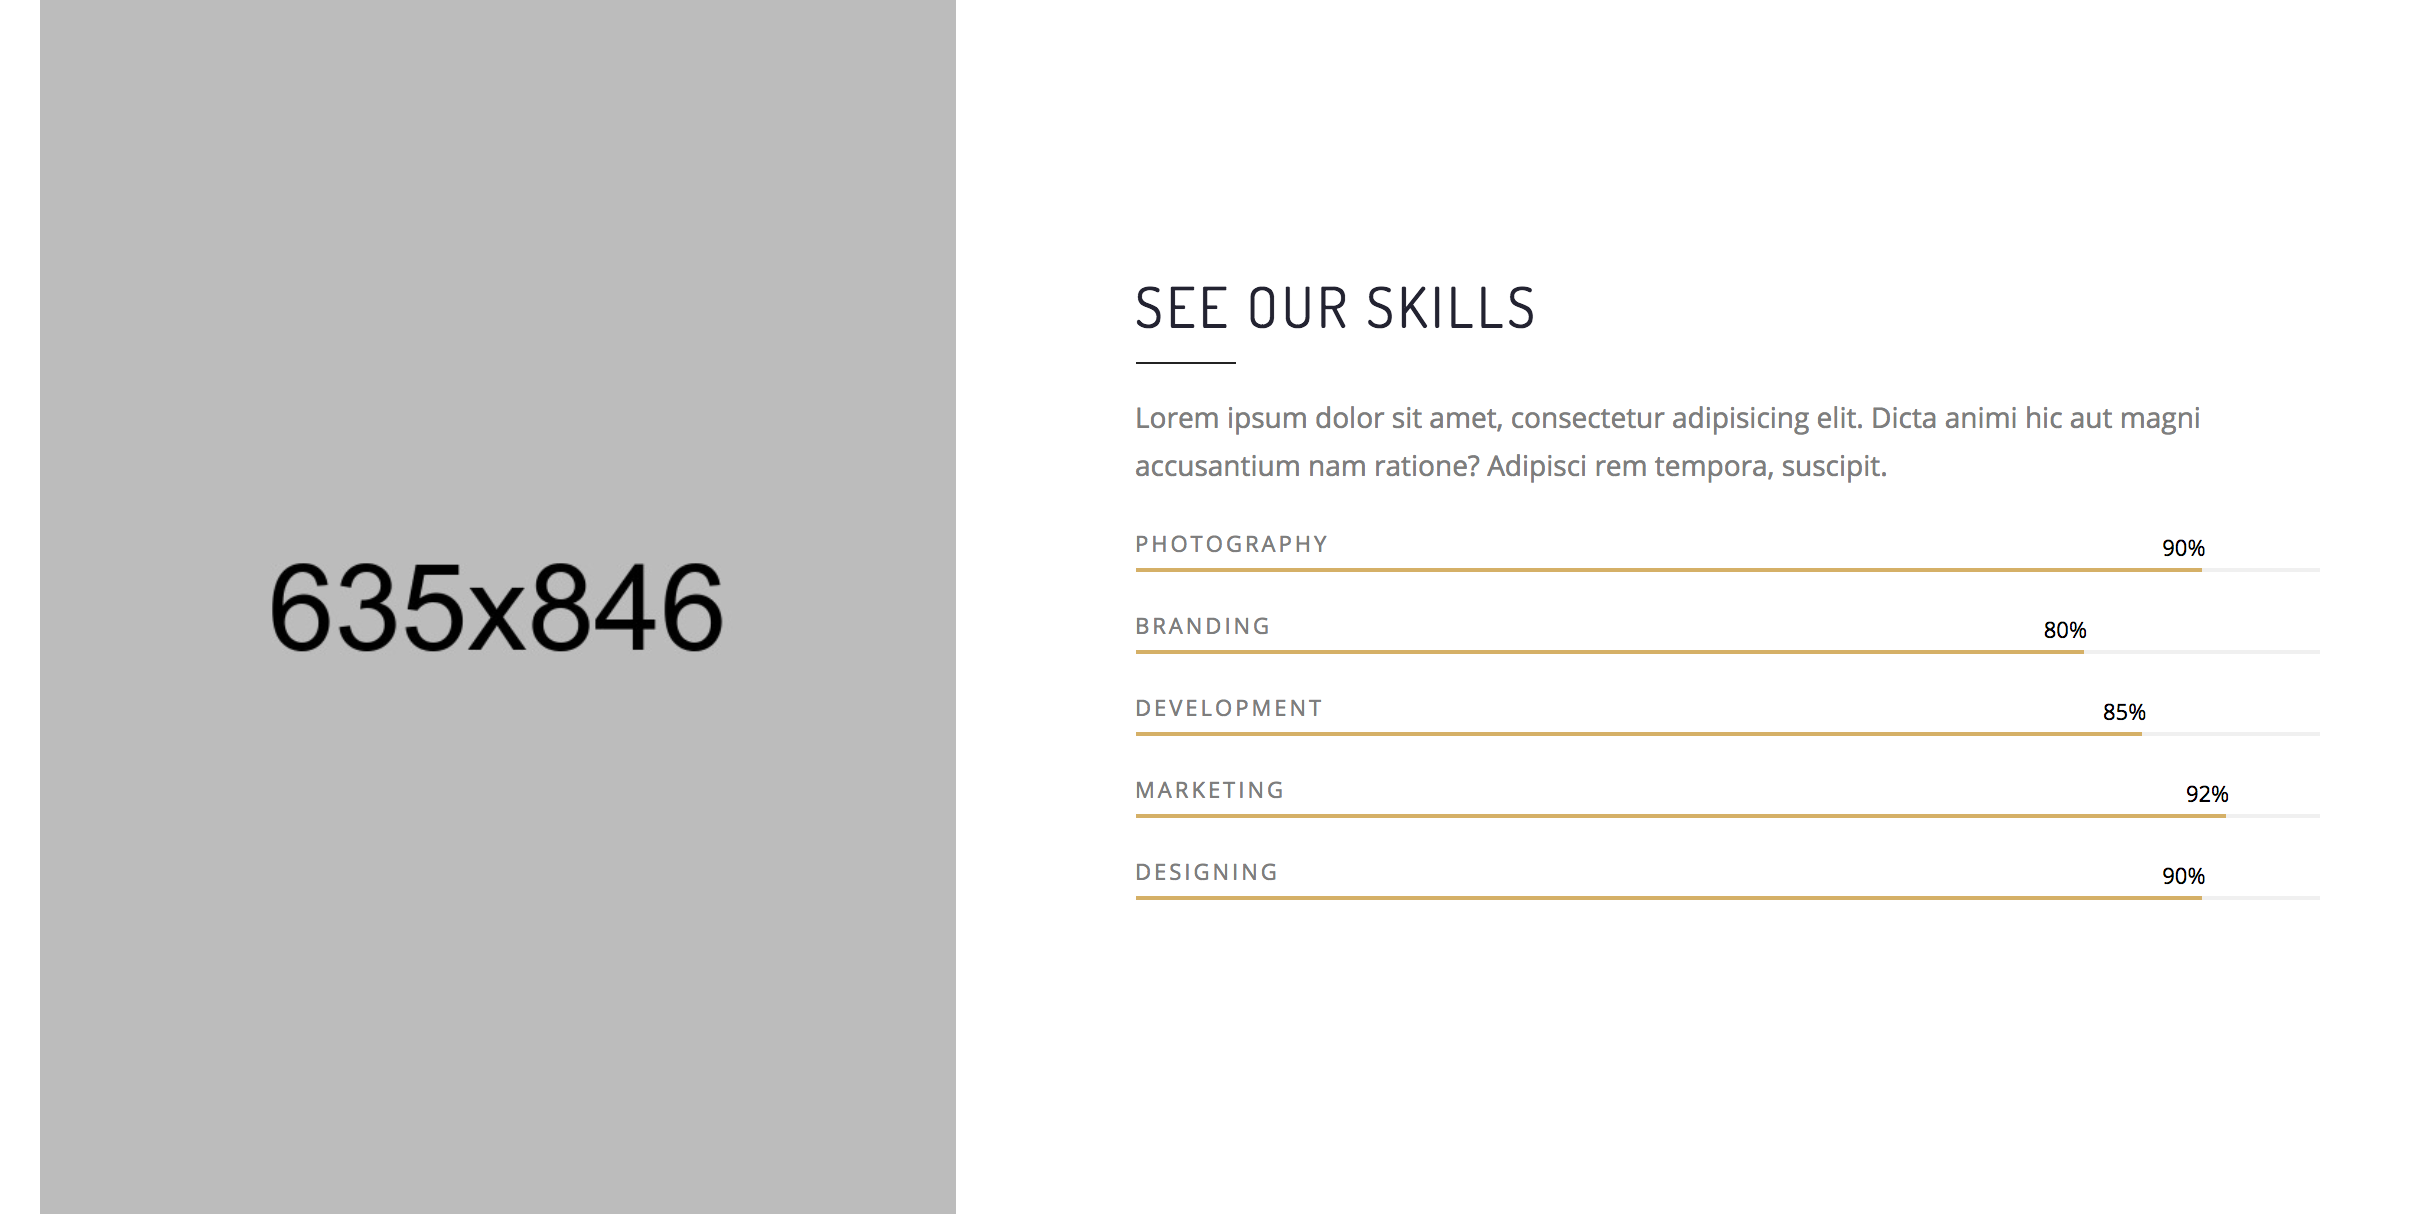 635x846
SEE OUR SKILLS
Lorem ipsum dolor sit amet, consectetur adipisicing elit. Dicta animi hic aut magni
accusantium nam ratione? Adipisci rem tempora, suscipit.
PHOTOGRAPHY 90%
BRANDING 80%
DEVELOPMENT 85%
MARKETING 92%
DESIGNING 90%